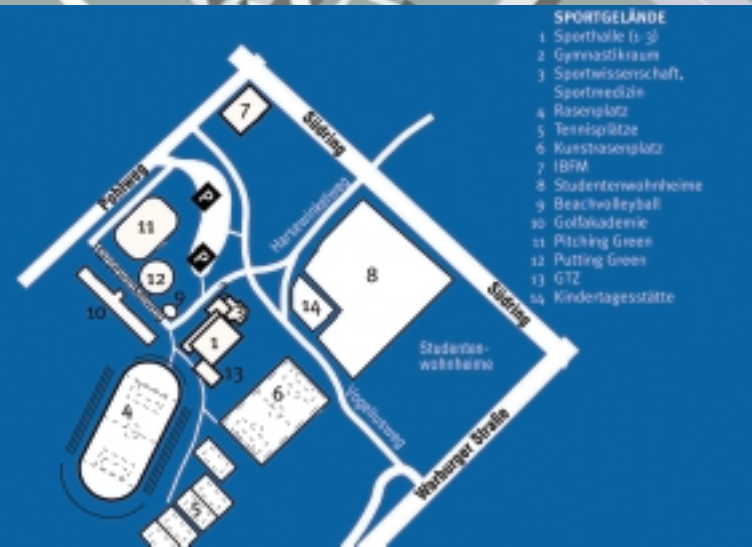 SPORTGELÄNDE
1 Sporthalle (1-3)
2 Gymnastikraum
3 Sportwissenschaft,
Sportmedizin
4 Rasenplatz
5 Tennisplätze
6 Kunstrasenplatz
7 IBFM
8 Studentenwohnheime
9 Beachvolleyball
10 Golfakademie
11 Pitching Green
12 Putting Green
13 GTZ
14 Kindertagesstätte
7
Südring
Pohlweg
P
Harsewinkelweg
11
P
8
12
9
10
14
Südring
1
Studenten-
wohnheime
13
6
4
Vogeliusweg
Warburger Straße
5